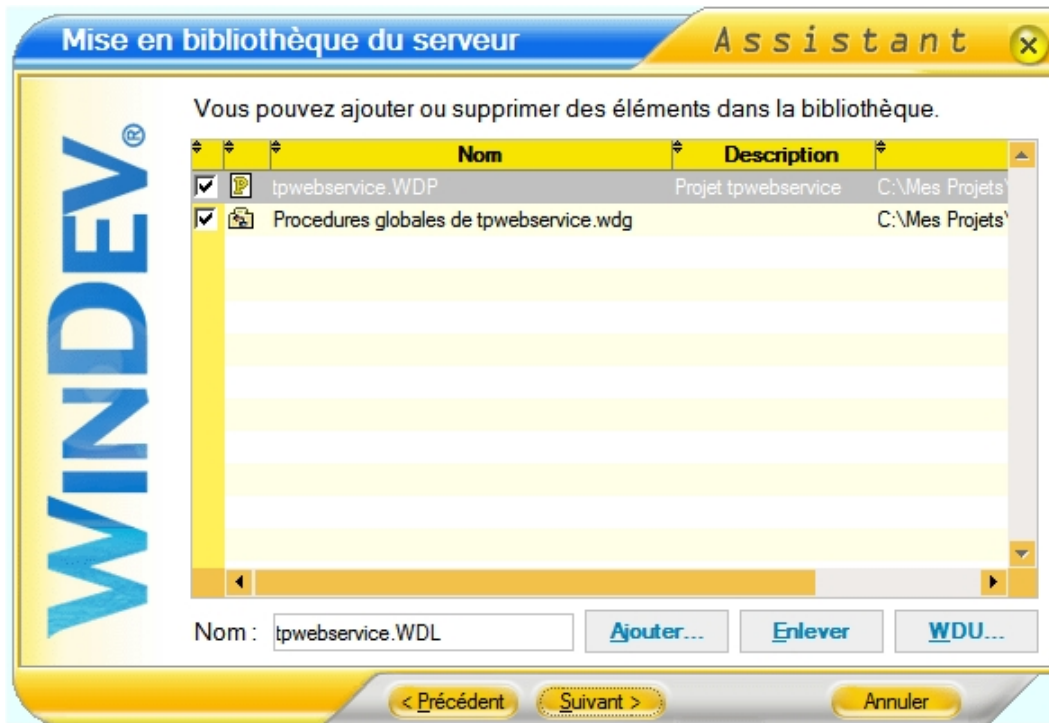 Mise en bibliothèque du serveur
Assistant
WINDEV®
Vous pouvez ajouter ou supprimer des éléments dans la bibliothèque.
Nom Description
tpwebservice.WDP Projet tpwebservice C:\Mes Projets\
Procedures globales de tpwebservice.wdg C:\Mes Projets\
Nom : tpwebservice.WDL Ajouter... Enlever WDU...
< Précédent Suivant > Annuler